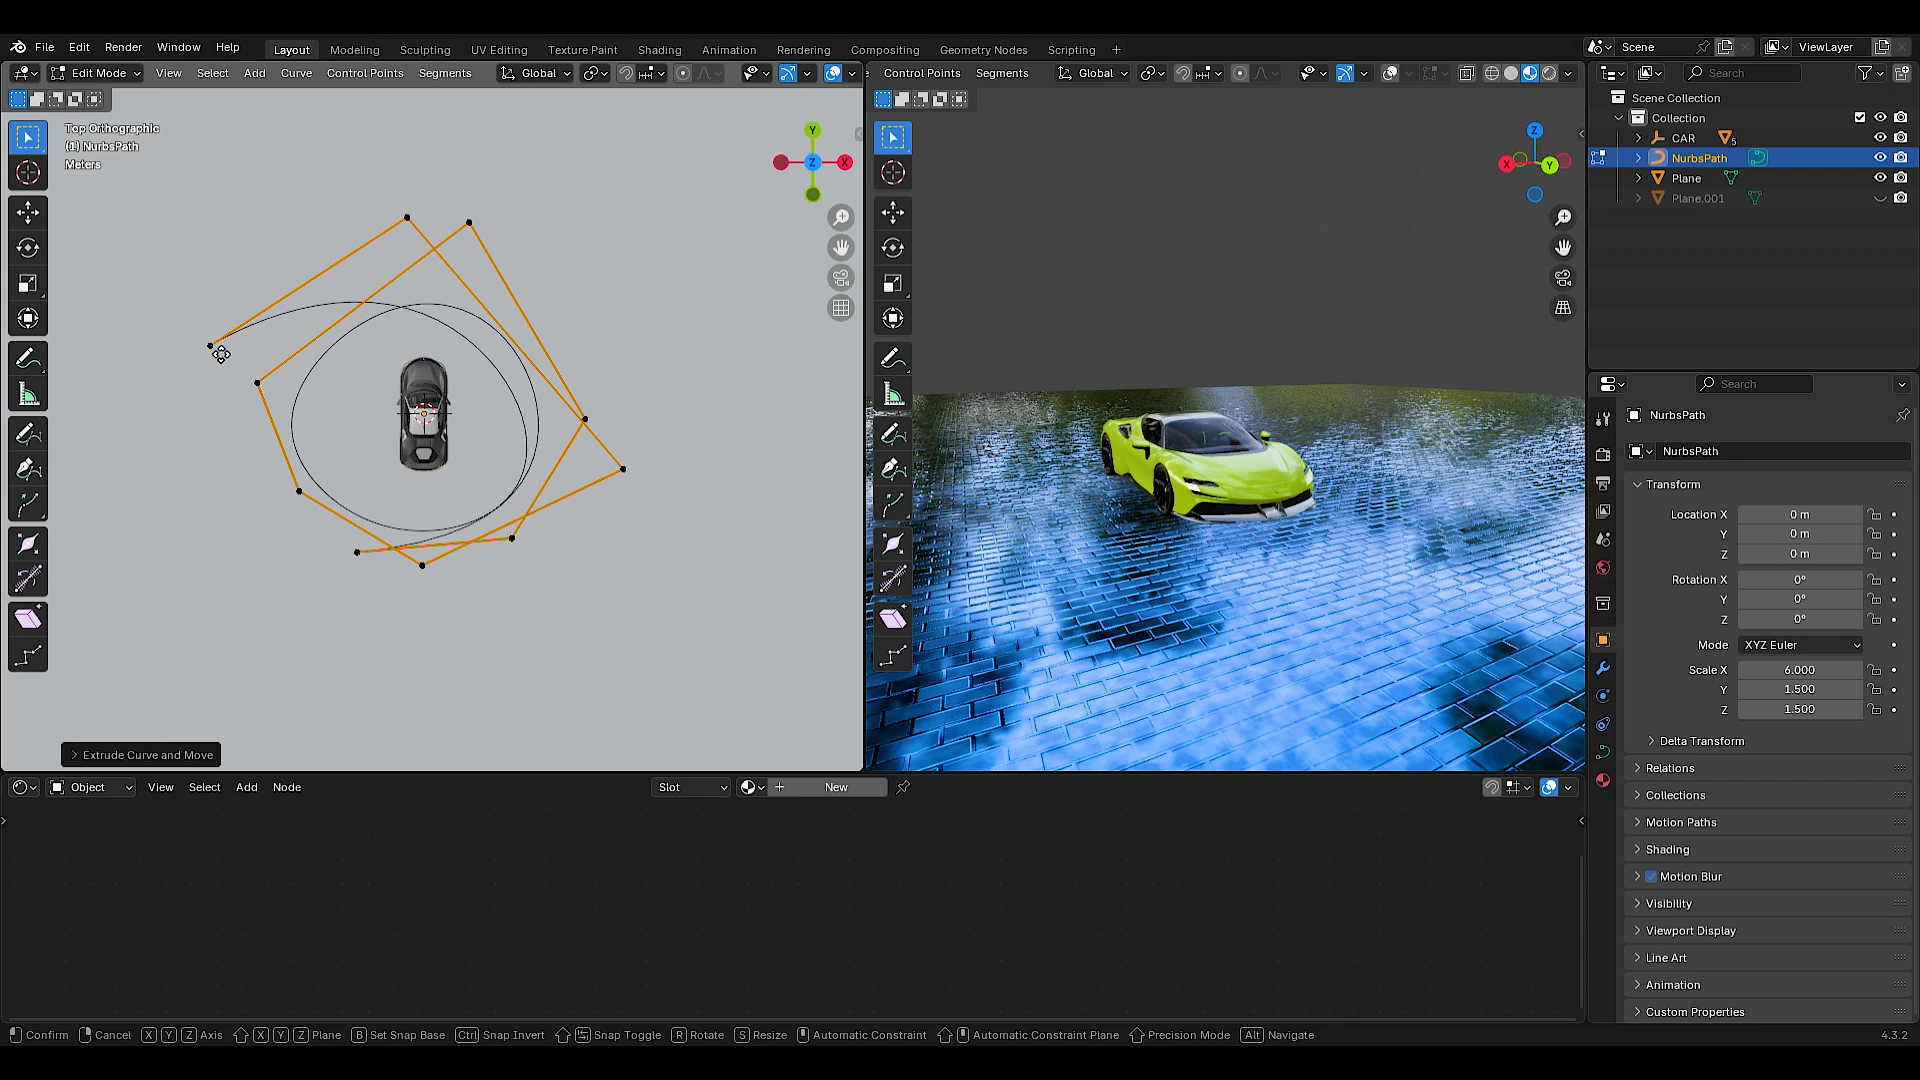 File Edit Render Window Help Layout Modeling Sculpting UV Editing Texture Paint Shading Animation Rendering Compositing Geometry Nodes Scripting + Scene ViewLayer
Edit Mode View Select Add Curve Control Points Segments Global Control Points Segments Global Search
Top Orthographic
(1) NurbsPath
Meters
Y
X
Z
Z
X
Y
Scene Collection
Collection
CAR 5
NurbsPath
Plane
Plane.001
Search
NurbsPath
NurbsPath
Transform
Location X 0 m
Y 0 m
Z 0 m
Rotation X 0°
Y 0°
Z 0°
Mode XYZ Euler
Scale X 6.000
Y 1.500
Z 1.500
Delta Transform
Relations
Collections
Motion Paths
Shading
Motion Blur
Visibility
Viewport Display
Line Art
Animation
Custom Properties
Extrude Curve and Move
Object View Select Add Node Slot New
Confirm Cancel X Y Z Axis X Y Z Plane B Set Snap Base Ctrl Snap Invert Snap Toggle R Rotate S Resize Automatic Constraint Automatic Constraint Plane Precision Mode Alt Navigate 4.3.2